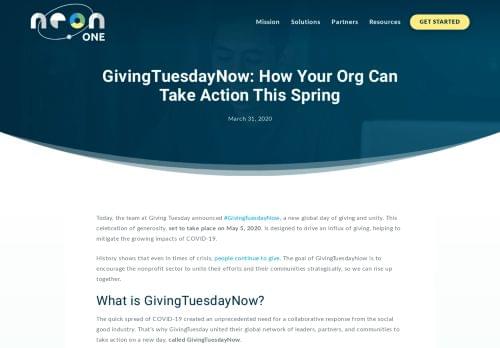 neon
ONE
Mission Solutions Partners Resources GET STARTED
GivingTuesdayNow: How Your Org Can
Take Action This Spring
March 31, 2020
Today, the team at Giving Tuesday announced #GivingTuesdayNow, a new global day of giving and unity. This
celebration of generosity, set to take place on May 5, 2020, is designed to drive an influx of giving, helping to
mitigate the growing impacts of COVID-19.
History shows that even in times of crisis, people continue to give. The goal of GivingTuesdayNow is to
encourage the nonprofit sector to unite their efforts and their communities strategically, so we can rise up
together.
What is GivingTuesdayNow?
The quick spread of COVID-19 created an unprecedented need for a collaborative response from the social
good industry. That's why GivingTuesday united their global network of leaders, partners, and communities to
take action on a new day, called GivingTuesdayNow.